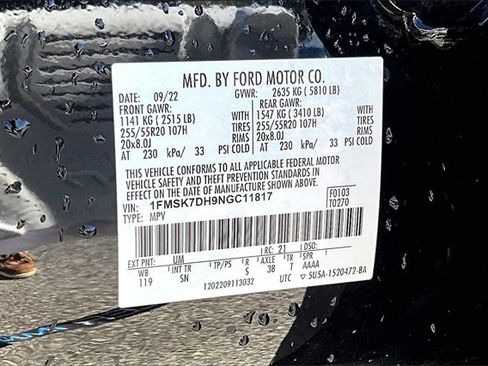 MFD. BY FORD MOTOR CO.
DATE: 09/22 GVWR: 2635 KG ( 5810 LB)
FRONT GAWR: REAR GAWR:
1141 KG ( 2515 LB) WITH 1547 KG ( 3410 LB) WITH
255/55R20 107H TIRES 255/55R20 107H TIRES
20x8.0J RIMS 20x8.0J RIMS
AT 230 kPa/ 33 PSI COLD AT 230 kPa/ 33 PSI COLD
THIS VEHICLE CONFORMS TO ALL APPLICABLE FEDERAL MOTOR
VEHICLE SAFETY AND THEFT PREVENTION STANDARDS IN
EFFECT ON THE DATE OF MANUFACTURE SHOWN ABOVE.
VIN: 1FMSK7DH9NGC11817 F0103
TYPE: MPV T0270
EXT PNT: UM RC: 21 DSO:
WB INT TR TP/PS R AXLE TR SPR
119 SN 3B T AAAA
1202209113032 UTC 5U5A-1520472-BA